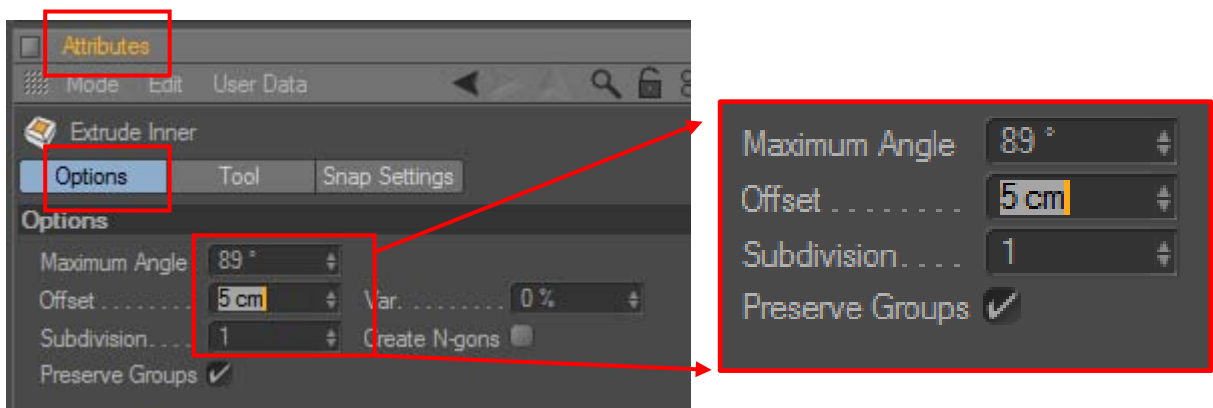 Attributes
Mode Edit User Data
Extrude Inner
Options Tool Snap Settings
Options
Maximum Angle 89 °
Offset . . . . . . . . 5 cm Var. . . . . . . . . 0 %
Subdivision. . . . 1 Create N-gons
Preserve Groups
Maximum Angle 89 °
Offset . . . . . . . . 5 cm
Subdivision. . . . 1
Preserve Groups